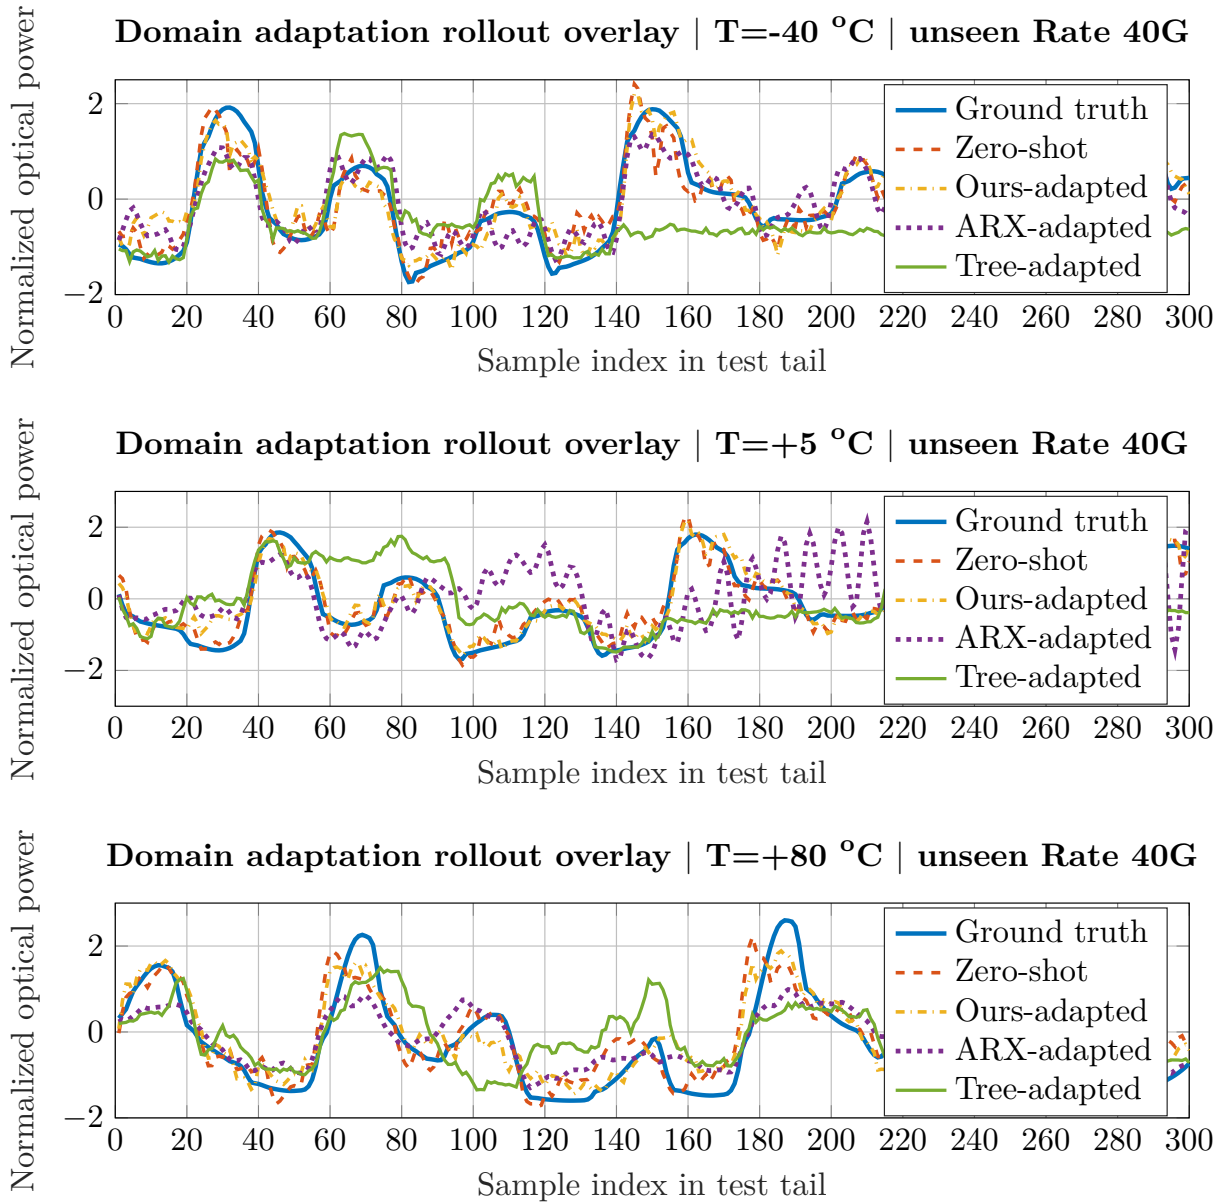 Domain adaptation rollout overlay | T=-40 °C | unseen Rate 40G
Normalized optical power
2
0
−2
Ground truth
Zero-shot
Ours-adapted
ARX-adapted
Tree-adapted
0 20 40 60 80 100 120 140 160 180 200 220 240 260 280 300
Sample index in test tail
Domain adaptation rollout overlay | T=+5 °C | unseen Rate 40G
Normalized optical power
2
0
−2
Ground truth
Zero-shot
Ours-adapted
ARX-adapted
Tree-adapted
0 20 40 60 80 100 120 140 160 180 200 220 240 260 280 300
Sample index in test tail
Domain adaptation rollout overlay | T=+80 °C | unseen Rate 40G
Normalized optical power
2
0
−2
Ground truth
Zero-shot
Ours-adapted
ARX-adapted
Tree-adapted
0 20 40 60 80 100 120 140 160 180 200 220 240 260 280 300
Sample index in test tail